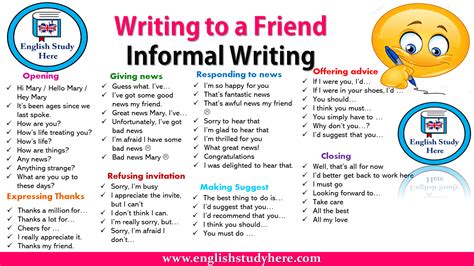 Writing to a Friend
Informal Writing
English Study
Here
Opening
Hi Mary / Hello Mary /
Hey Mary
It's been ages since we
last spoke.
How are you?
How's life treating you?
How's life?
How are things?
Any news?
Anything strange?
What are you up to
these days?
Expressing Thanks
Thanks a million for…
Thanks a lot for…
Cheers for…
I really appreciate it.
Thanks my friend.
Giving news
Guess what. I've…
I've got some good
news my friend.
Great news Mary, I've…
Unfortunately, I've got
bad news
I'm afraid I have some
bad news
Bad news Mary
Refusing invitation
Sorry, I'm busy
I appreciate the invite,
but I can't
I don't think I can.
I'm really sorry, but…
Sorry, I'm afraid I can't.
Responding to news
I'm so happy for you
That's fantastic news
That's awful news my friend
Sorry to hear that
I'm glad to hear that
I'm thrilled for you
What great news!
Congratulations
I was delighted to hear that.
Making Suggest
The best thing to do is…
I'd suggest that you…
I'd recommend that you
I think you should…
You must do …
Offering advice
If I were you, I'd…
If I were in your shoes, I'd …
You should…
I think you must…
You simply have to …
Why don't you…?
I'd suggest that you…
English Study
Here
Closing
Well, that's all for now
I'd better get back to…
I must go
Looking forward to…
Take care
All the best
All my love
www.englishstudyhere.com